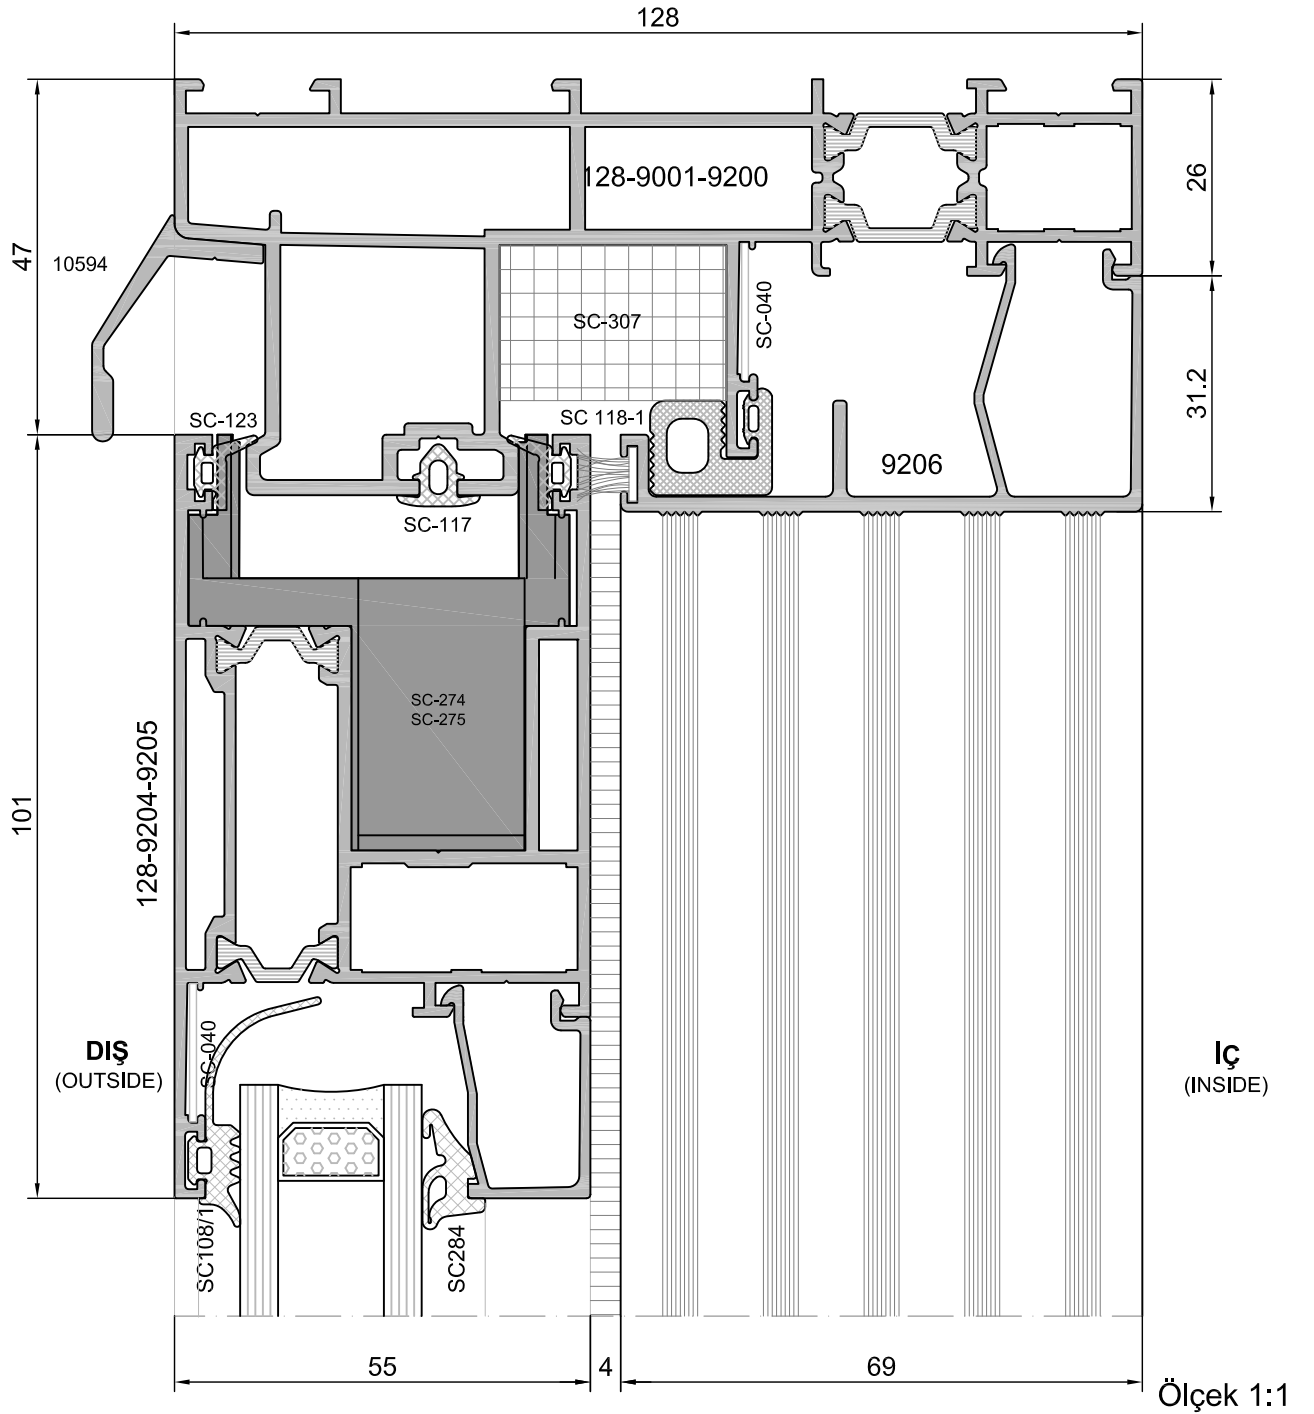 128
128-9001-9200
26
47
10594
SC-307
SC-040
31.2
SC-123
SC 118-1
9206
SC-117
SC-274
SC-275
128-9204-9205
101
SC-040
DIŞ
(OUTSIDE)
İÇ
(INSIDE)
SC108/1
SC284
55
4
69
Ölçek 1:1